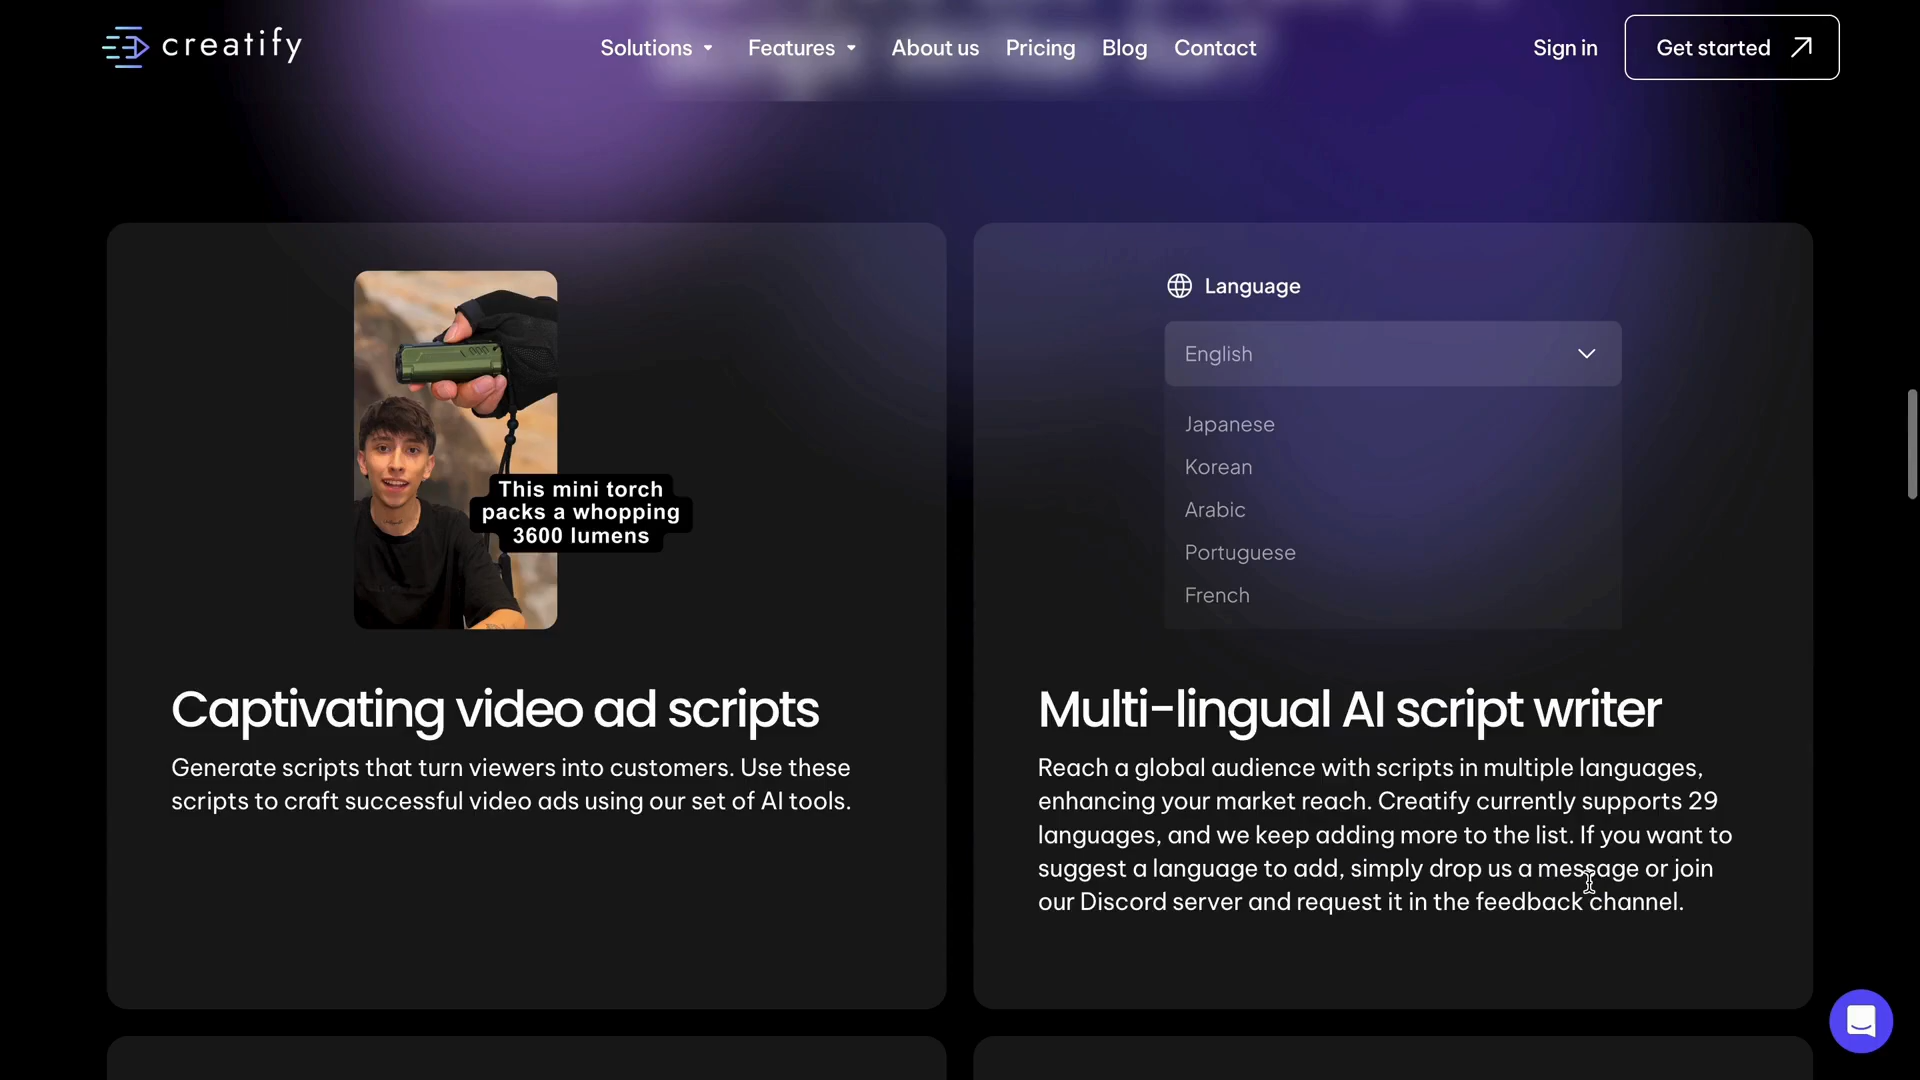 creatify
Solutions
Features
About us
Pricing
Blog
Contact
Sign in
Get started
This mini torch
packs a whopping
3600 lumens
Captivating video ad scripts
Generate scripts that turn viewers into customers. Use these
scripts to craft successful video ads using our set of AI tools.
Language
English
Japanese
Korean
Arabic
Portuguese
French
Multi-lingual AI script writer
Reach a global audience with scripts in multiple languages,
enhancing your market reach. Creatify currently supports 29
languages, and we keep adding more to the list. If you want to
suggest a language to add, simply drop us a message or join
our Discord server and request it in the feedback channel.